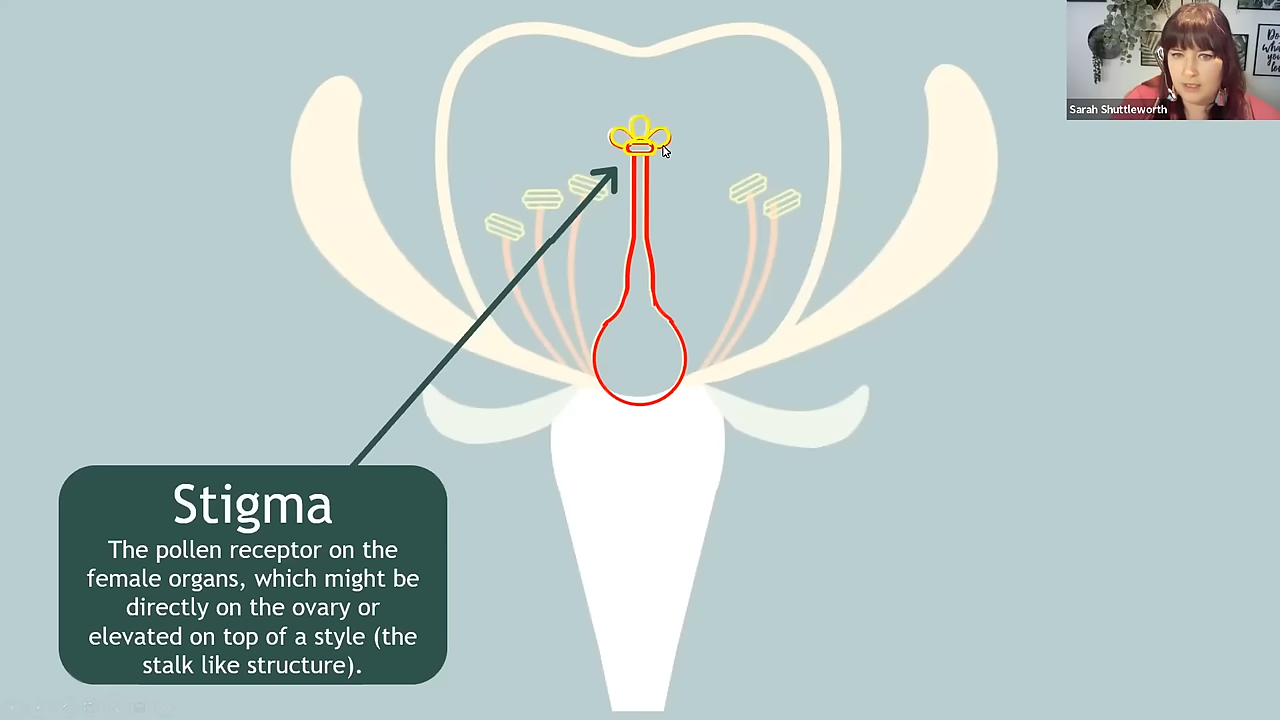 Sarah Shuttleworth
Stigma
The pollen receptor on the
female organs, which might be
directly on the ovary or
elevated on top of a style (the
stalk like structure).